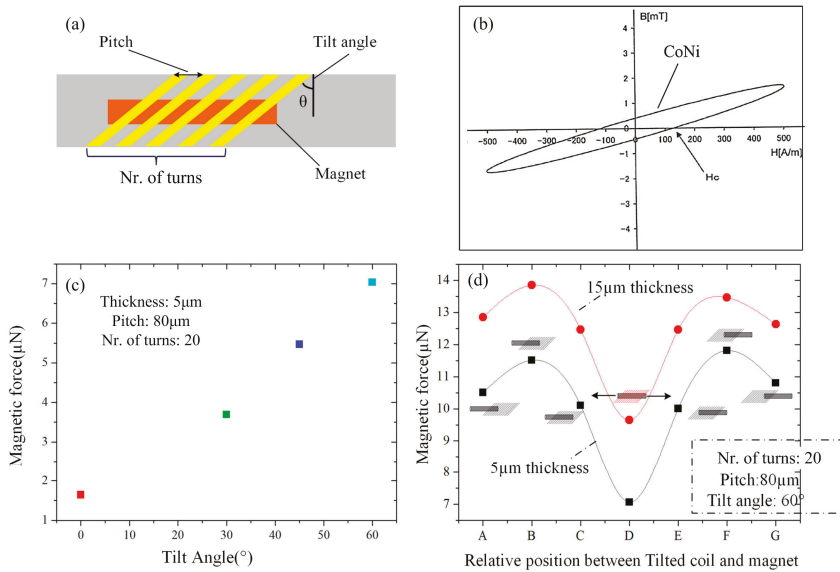 (a)
Pitch
Tilt angle
θ
Nr. of turns
Magnet
(b)
B[mT]
4
3
2
1
0
-1
-2
-3
-4
-500 -400 -300 -200 -100 0 100 200 300 400 500
H[A/m]
CoNi
Hc
(c)
Thickness: 5μm
Pitch: 80μm
Nr. of turns: 20
Magnetic force(μN)
7
6
5
4
3
2
1
0 10 20 30 40 50 60
Tilt Angle(°)
(d)
15μm thickness
5μm thickness
Nr. of turns: 20
Pitch:80μm
Tilt angle: 60°
Magnetic force(μN)
14
13
12
11
10
9
8
7
A B C D E F G
Relative position between Tilted coil and magnet